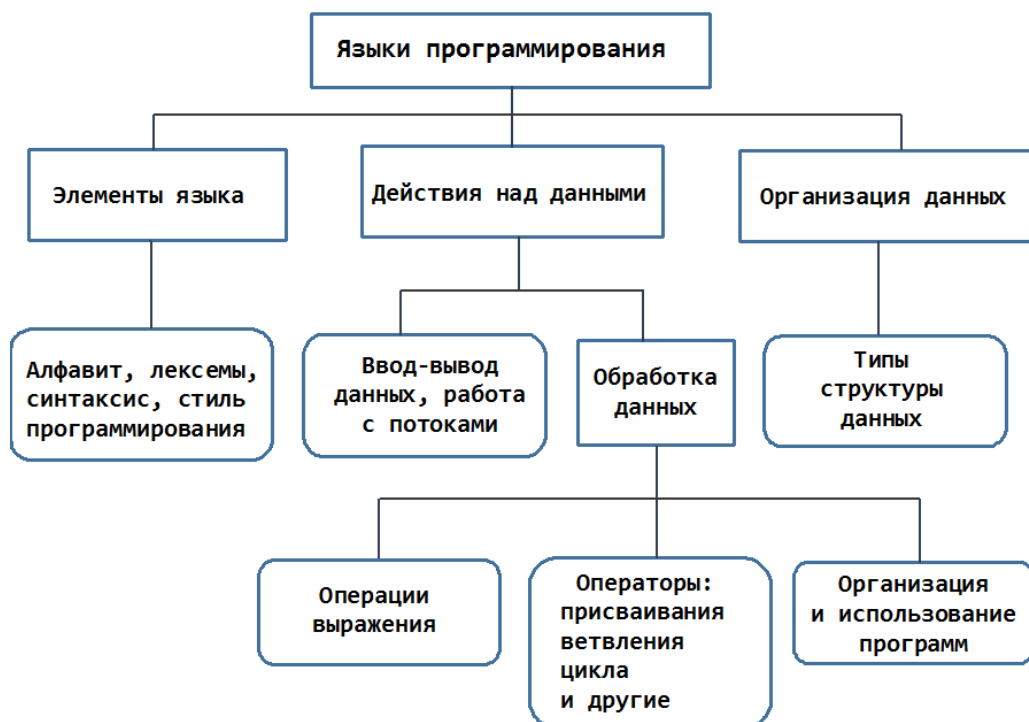 Языки программирования
Элементы языка
Действия над данными
Организация данных
Алфавит, лексемы,
синтаксис, стиль
программирования
Ввод-вывод
данных, работа
с потоками
Обработка
данных
Типы
структуры
данных
Операции
выражения
Операторы:
присваивания
ветвления
цикла
и другие
Организация
и использование
программ